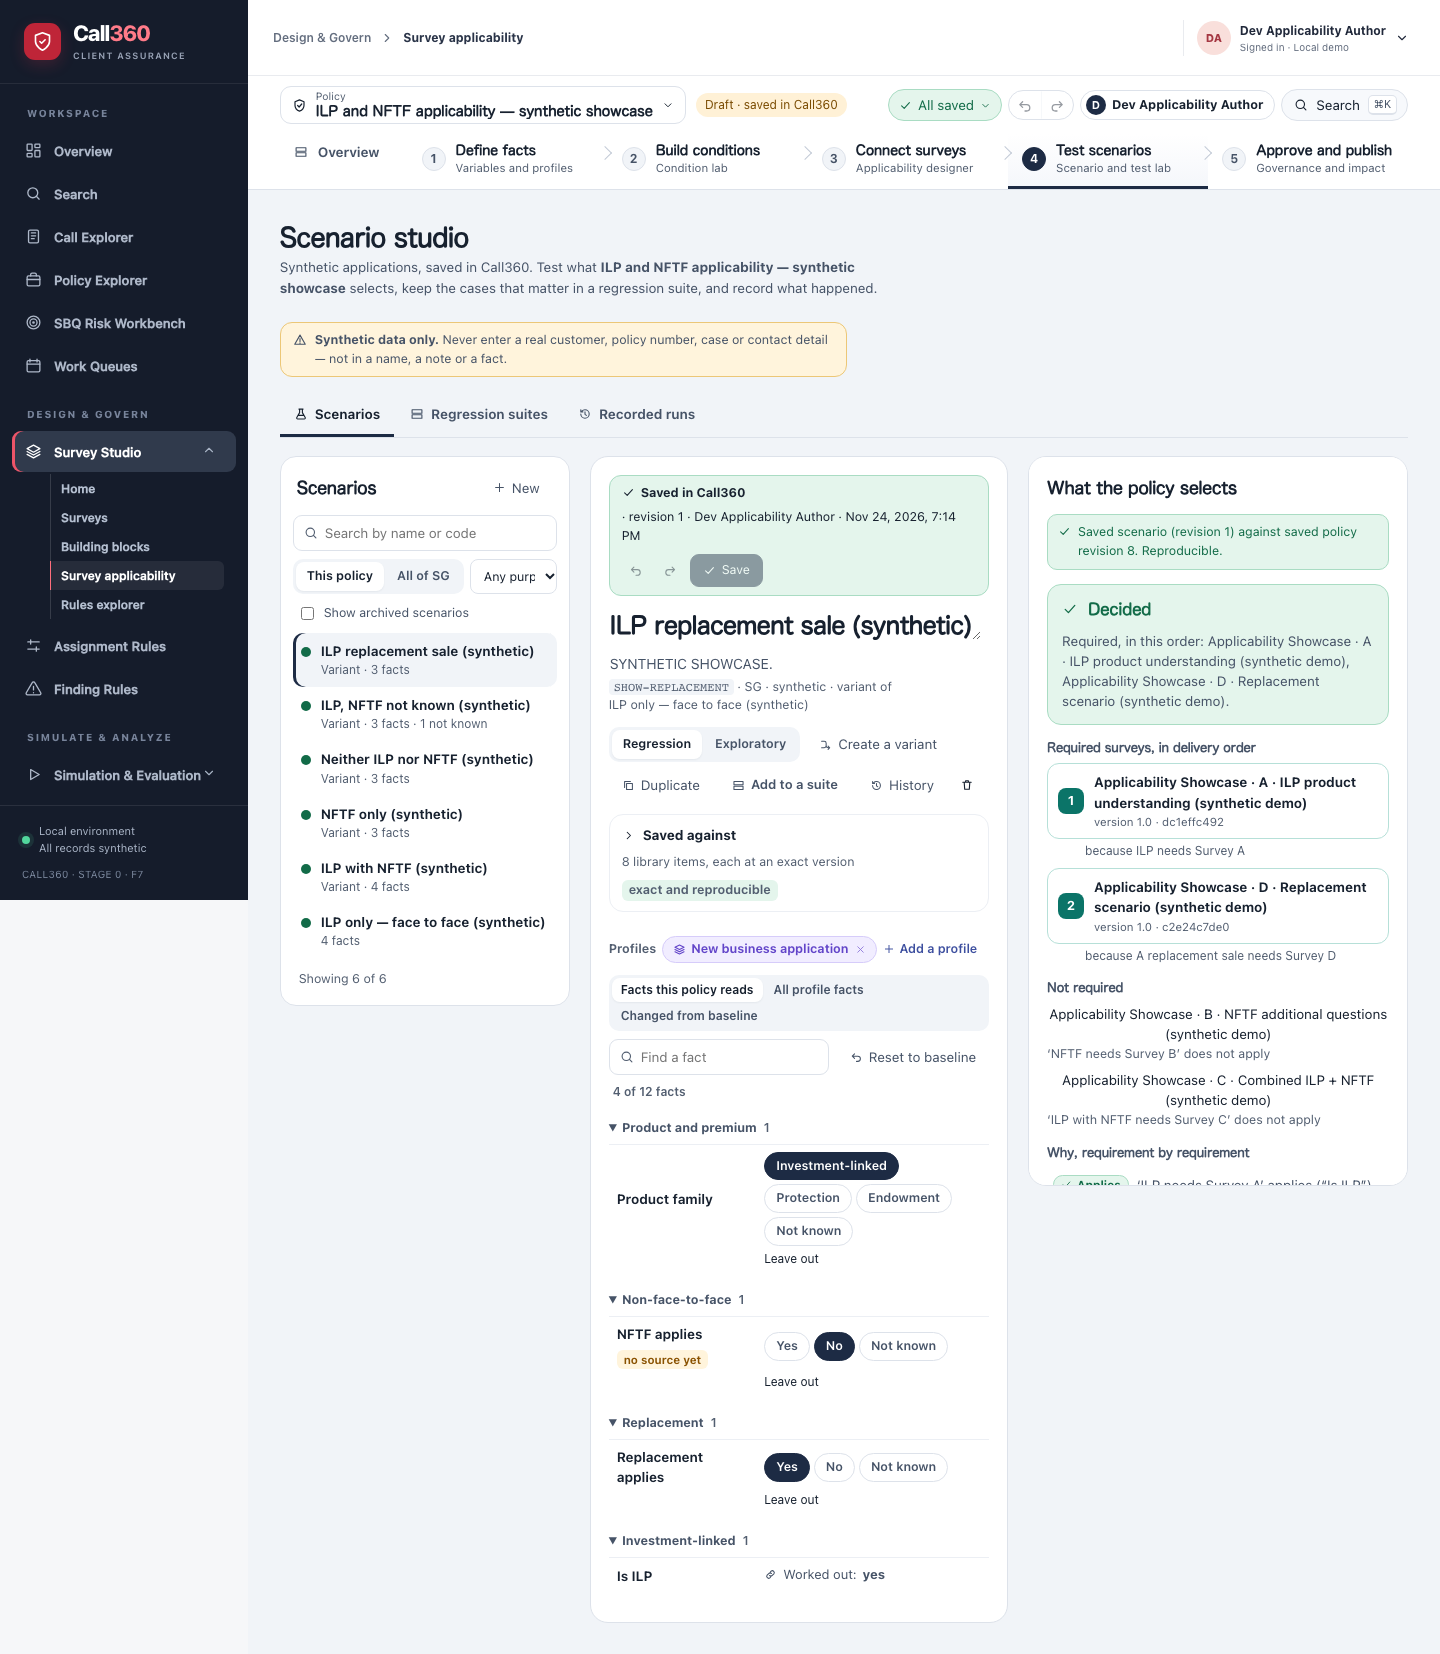 Call360
CLIENT ASSURANCE
WORKSPACE
Overview
Search
Call Explorer
Policy Explorer
SBQ Risk Workbench
Work Queues
DESIGN & GOVERN
Survey Studio
Home
Surveys
Building blocks
Survey applicability
Rules explorer
Assignment Rules
Finding Rules
SIMULATE & ANALYZE
Simulation & Evaluation
Local environment
All records synthetic
CALL360 · STAGE 0 · F7
Design & Govern
Survey applicability
DA
Dev Applicability Author
Signed in · Local demo
Policy
ILP and NFTF applicability — synthetic showcase
Draft · saved in Call360
All saved
D
Dev Applicability Author
Search
⌘K
Overview
1
Define facts
Variables and profiles
2
Build conditions
Condition lab
3
Connect surveys
Applicability designer
4
Test scenarios
Scenario and test lab
5
Approve and publish
Governance and impact
Scenario studio
Synthetic applications, saved in Call360. Test what ILP and NFTF applicability — synthetic
showcase selects, keep the cases that matter in a regression suite, and record what happened.
Synthetic data only. Never enter a real customer, policy number, case or contact detail
— not in a name, a note or a fact.
Scenarios
Regression suites
Recorded runs
Scenarios
New
Search by name or code
This policy
All of SG
Any purp
Show archived scenarios
ILP replacement sale (synthetic)
Variant · 3 facts
ILP, NFTF not known (synthetic)
Variant · 3 facts · 1 not known
Neither ILP nor NFTF (synthetic)
Variant · 3 facts
NFTF only (synthetic)
Variant · 3 facts
ILP with NFTF (synthetic)
Variant · 4 facts
ILP only — face to face (synthetic)
4 facts
Showing 6 of 6
Saved in Call360
· revision 1 · Dev Applicability Author · Nov 24, 2026, 7:14
PM
Save
ILP replacement sale (synthetic)
SYNTHETIC SHOWCASE.
SHOW-REPLACEMENT · SG · synthetic · variant of
ILP only — face to face (synthetic)
Regression
Exploratory
Create a variant
Duplicate
Add to a suite
History
Saved against
8 library items, each at an exact version
exact and reproducible
Profiles
New business application
Add a profile
Facts this policy reads
All profile facts
Changed from baseline
Find a fact
Reset to baseline
4 of 12 facts
Product and premium 1
Product family
Investment-linked
Protection
Endowment
Not known
Leave out
Non-face-to-face 1
NFTF applies
no source yet
Yes
No
Not known
Leave out
Replacement 1
Replacement
applies
Yes
No
Not known
Leave out
Investment-linked 1
Is ILP
Worked out: yes
What the policy selects
Saved scenario (revision 1) against saved policy
revision 8. Reproducible.
Decided
Required, in this order: Applicability Showcase · A
· ILP product understanding (synthetic demo),
Applicability Showcase · D · Replacement
scenario (synthetic demo).
Required surveys, in delivery order
1
Applicability Showcase · A · ILP product
understanding (synthetic demo)
version 1.0 · dc1effc492
because ILP needs Survey A
2
Applicability Showcase · D · Replacement
scenario (synthetic demo)
version 1.0 · c2e24c7de0
because A replacement sale needs Survey D
Not required
Applicability Showcase · B · NFTF additional questions
(synthetic demo)
‘NFTF needs Survey B’ does not apply
Applicability Showcase · C · Combined ILP + NFTF
(synthetic demo)
‘ILP with NFTF needs Survey C’ does not apply
Why, requirement by requirement
Applies ‘ILP needs Survey A’ applies (“Is ILP”)